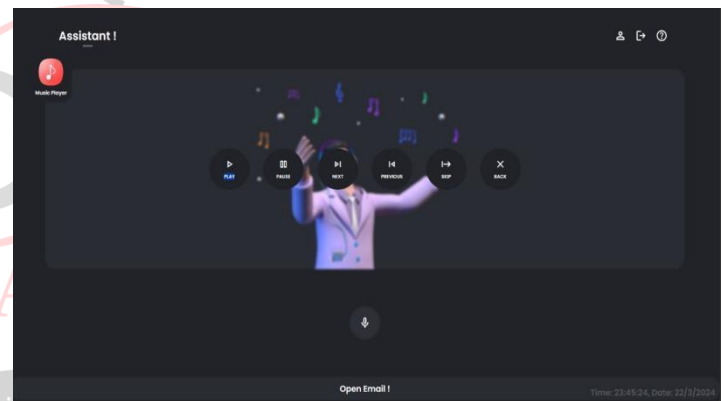 Assistant !
Music Player
PLAY
PAUSE
NEXT
PREVIOUS
SKIP
BACK
Open Email !
Time: 23:45:24, Date: 22/3/2024